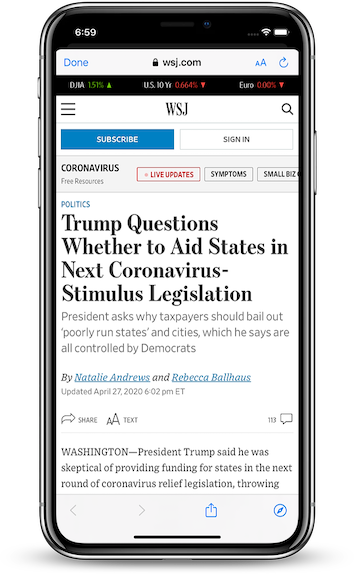 6:59
Done wsj.com AA
DJIA 1.51% ▲ U.S. 10 Yr 0.664% ▼ Euro 0.00% ▼
WSJ
SUBSCRIBE SIGN IN
CORONAVIRUS
Free Resources
LIVE UPDATES SYMPTOMS SMALL BIZ
POLITICS
Trump Questions
Whether to Aid States in
Next Coronavirus-
Stimulus Legislation
President asks why taxpayers should bail out
‘poorly run states’ and cities, which he says are
all controlled by Democrats
By Natalie Andrews and Rebecca Ballhaus
Updated April 27, 2020 6:02 pm ET
SHARE AA TEXT 113
WASHINGTON—President Trump said he was
skeptical of providing funding for states in the next
round of coronavirus relief legislation, throwing